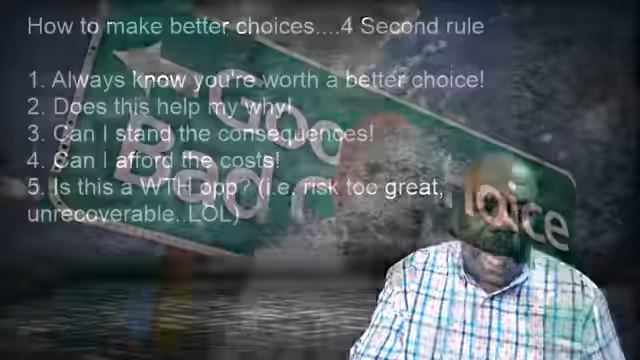 How to make better choices....4 Second rule
1. Always know you're worth a better choice!
2. Does this help my why!
3. Can I stand the consequences!
4. Can I afford the costs!
5. Is this a WTH opp? (i.e. risk too great,
unrecoverable..LOL)
Good
Bad Choice